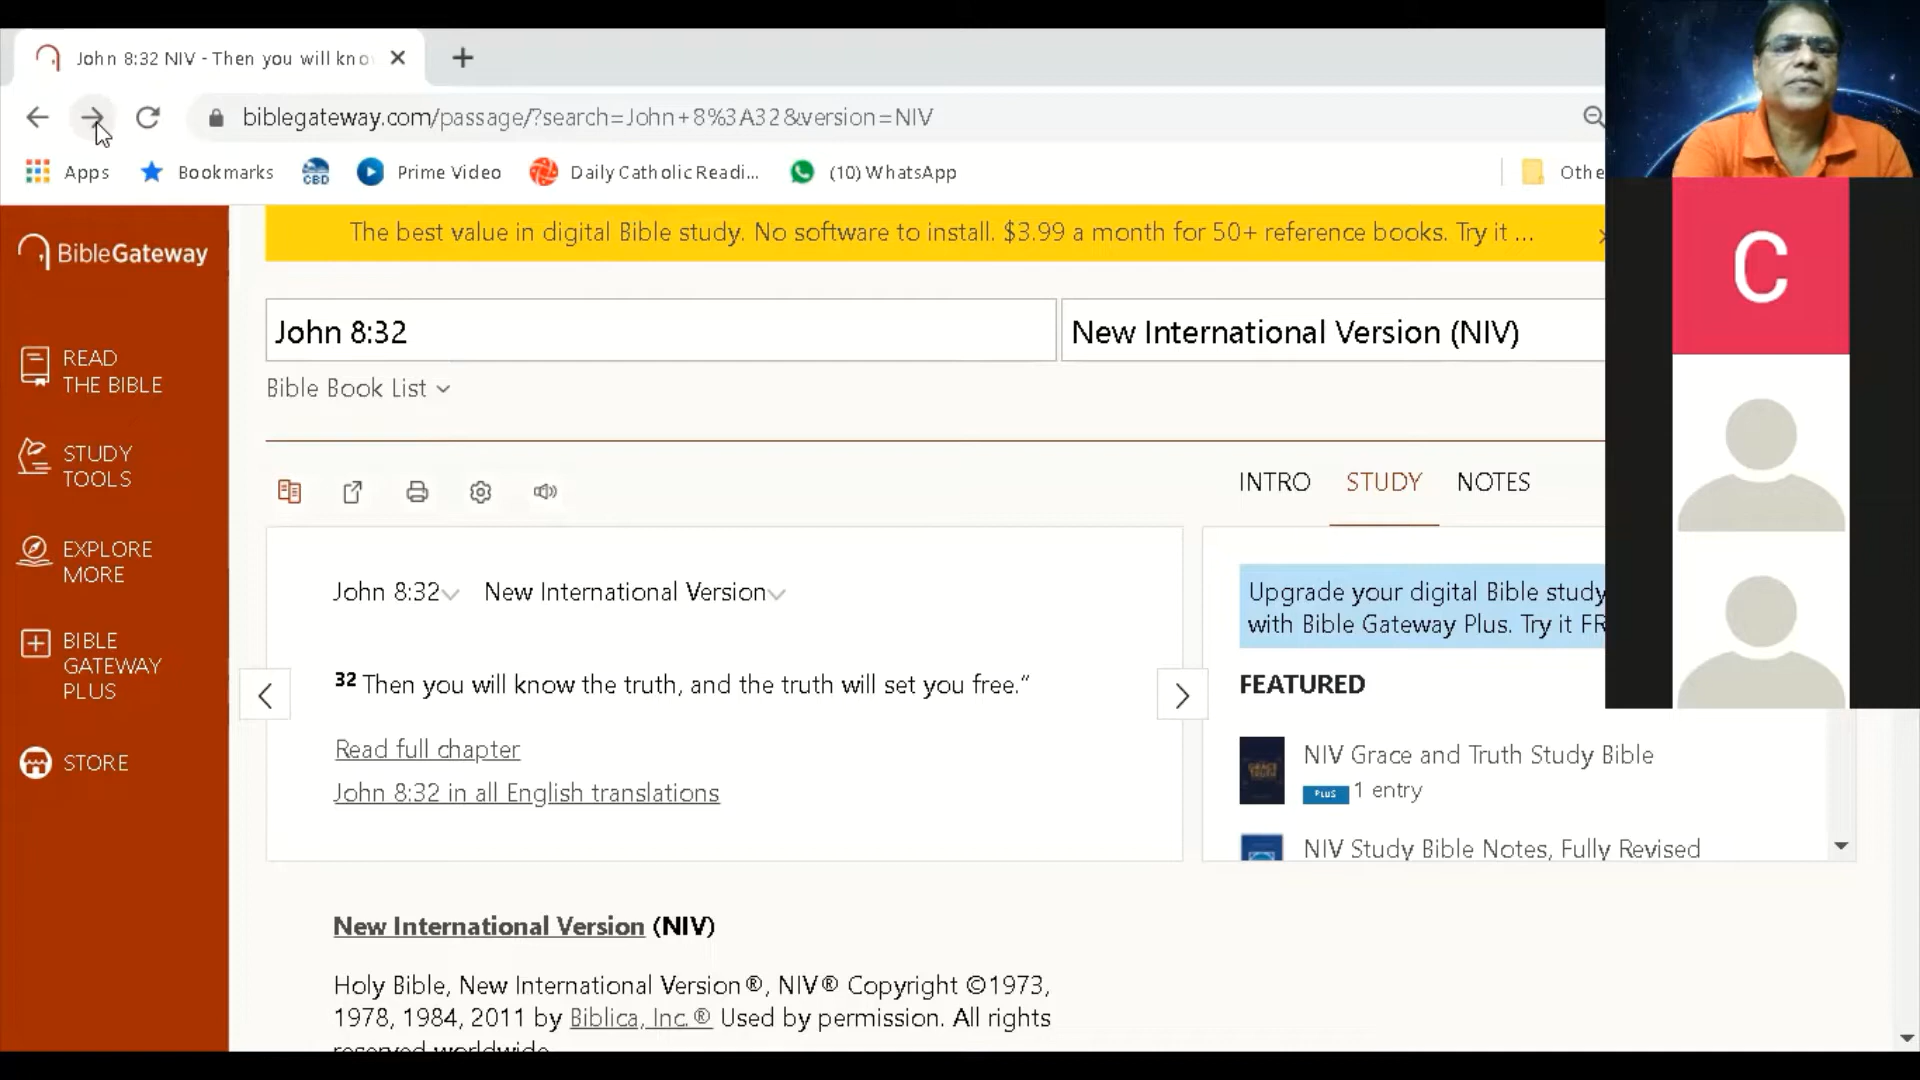 John 8:32 NIV - Then you will kno
biblegateway.com/passage/?search=John+8%3A32&version=NIV
Apps Bookmarks CBD Prime Video Daily Catholic Readi... (10) WhatsApp Othe
BibleGateway
The best value in digital Bible study. No software to install. $3.99 a month for 50+ reference books. Try it ...
C
John 8:32 New International Version (NIV)
Bible Book List
READ
THE BIBLE
STUDY
TOOLS
EXPLORE
MORE
BIBLE
GATEWAY
PLUS
STORE
INTRO STUDY NOTES
John 8:32 New International Version
32 Then you will know the truth, and the truth will set you free.”
Read full chapter
John 8:32 in all English translations
Upgrade your digital Bible study
with Bible Gateway Plus. Try it FR
FEATURED
NIV Grace and Truth Study Bible
PLUS 1 entry
NIV Study Bible Notes, Fully Revised
New International Version (NIV)
Holy Bible, New International Version®, NIV® Copyright ©1973,
1978, 1984, 2011 by Biblica, Inc.® Used by permission. All rights
reserved worldwide